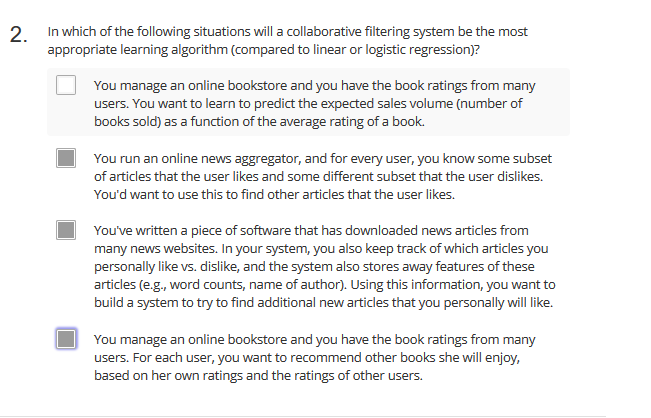 2. In which of the following situations will a collaborative filtering system be the most
appropriate learning algorithm (compared to linear or logistic regression)?
You manage an online bookstore and you have the book ratings from many
users. You want to learn to predict the expected sales volume (number of
books sold) as a function of the average rating of a book.
You run an online news aggregator, and for every user, you know some subset
of articles that the user likes and some different subset that the user dislikes.
You'd want to use this to find other articles that the user likes.
You've written a piece of software that has downloaded news articles from
many news websites. In your system, you also keep track of which articles you
personally like vs. dislike, and the system also stores away features of these
articles (e.g., word counts, name of author). Using this information, you want to
build a system to try to find additional new articles that you personally will like.
You manage an online bookstore and you have the book ratings from many
users. For each user, you want to recommend other books she will enjoy,
based on her own ratings and the ratings of other users.